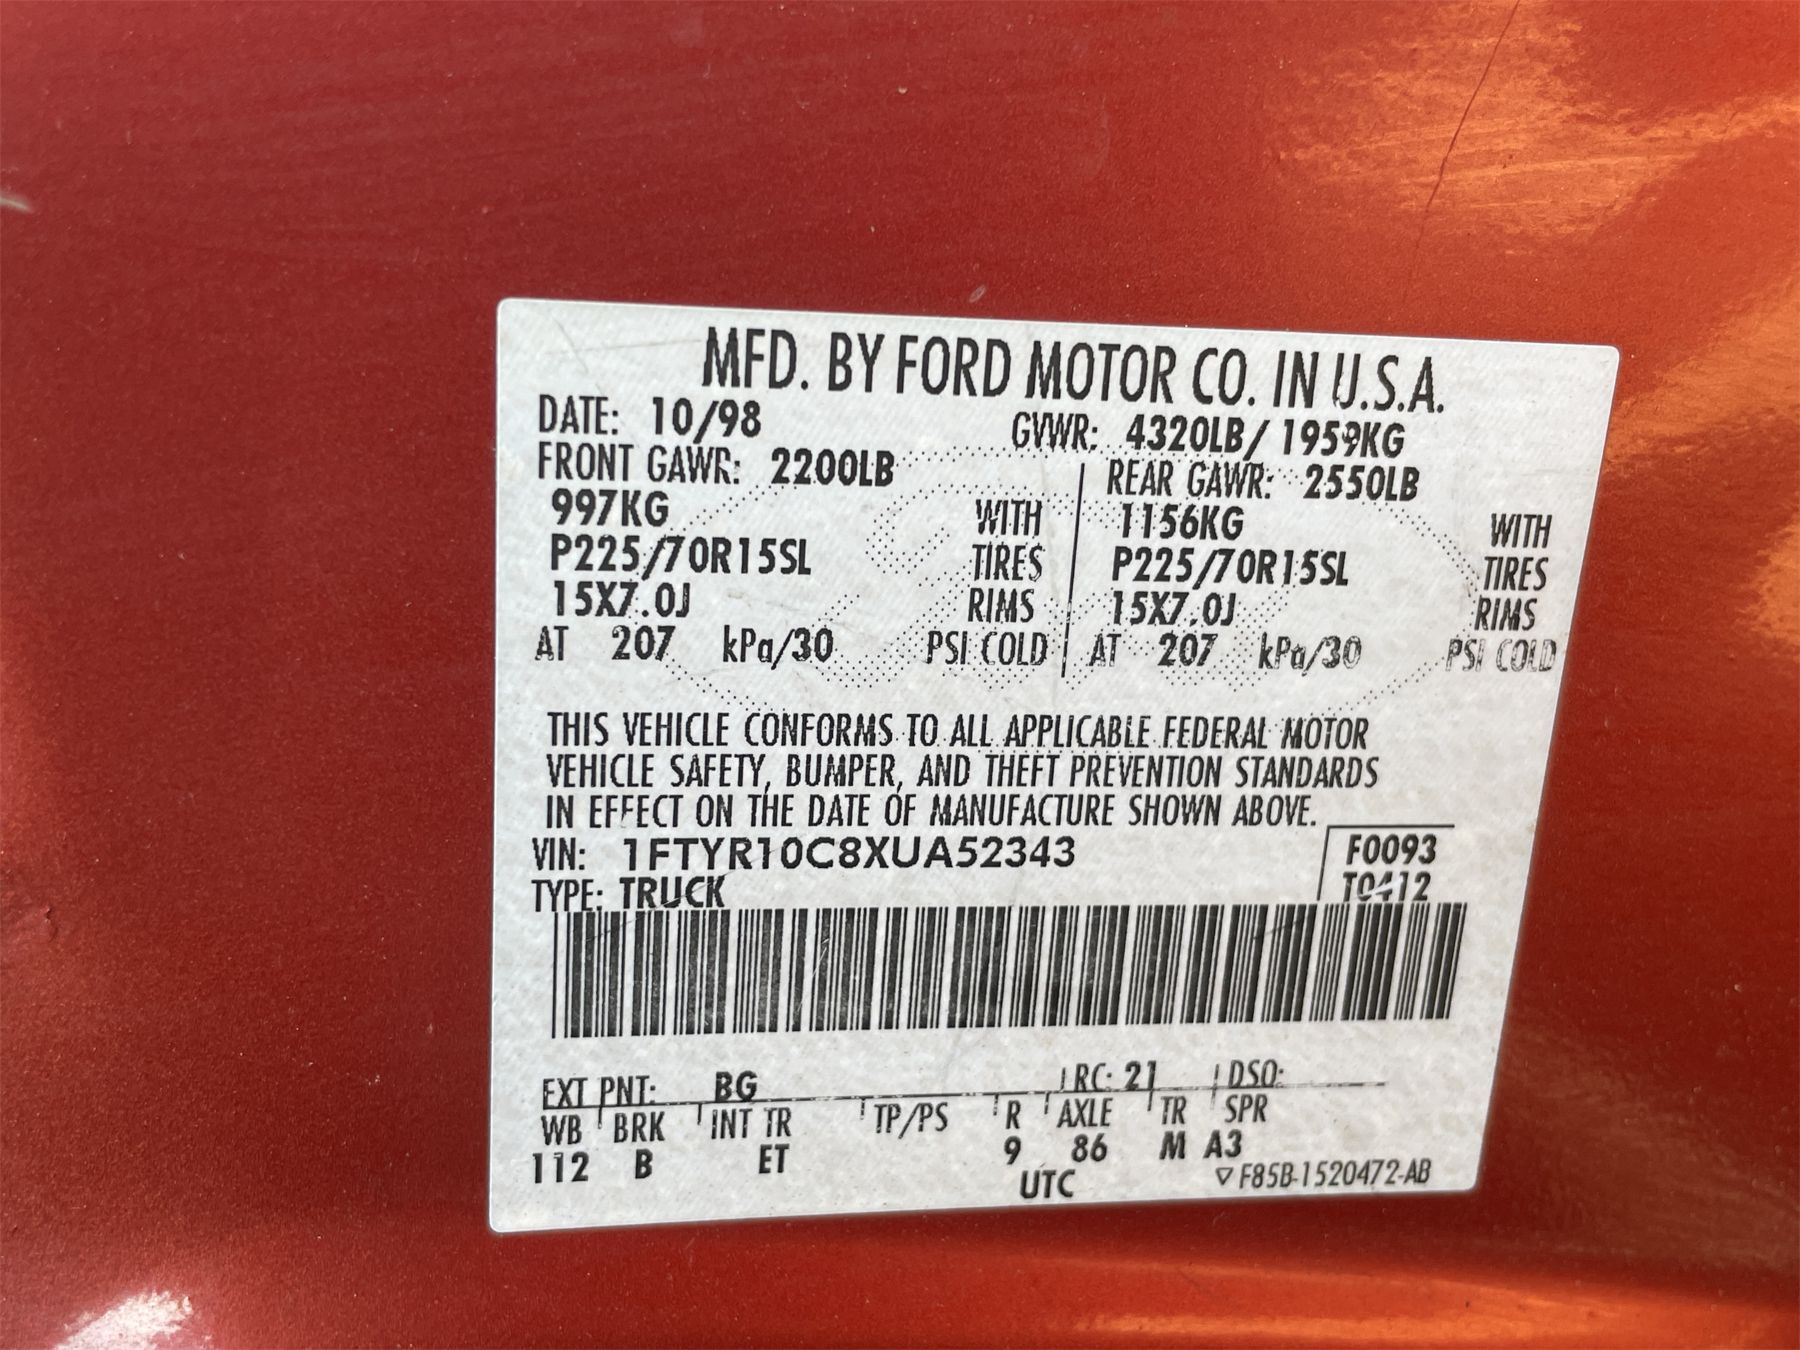 MFD. BY FORD MOTOR CO. IN U.S.A.
DATE: 10/98 GVWR: 4320LB/ 1959KG
FRONT GAWR: 2200LB REAR GAWR: 2550LB
997KG WITH 1156KG WITH
P225/70R15SL TIRES P225/70R15SL TIRES
15X7.0J RIMS 15X7.0J RIMS
AT 207 kPa/30 PSI COLD AT 207 kPa/30 PSI COLD
THIS VEHICLE CONFORMS TO ALL APPLICABLE FEDERAL MOTOR
VEHICLE SAFETY, BUMPER, AND THEFT PREVENTION STANDARDS
IN EFFECT ON THE DATE OF MANUFACTURE SHOWN ABOVE.
VIN: 1FTYR10C8XUA52343 F0093
TYPE: TRUCK T0412
EXT PNT: BG RC: 21 DSO:
WB BRK INT TR TP/PS R AXLE TR SPR
112 B ET 9 86 M A3
UTC ▽F85B-1520472-AB